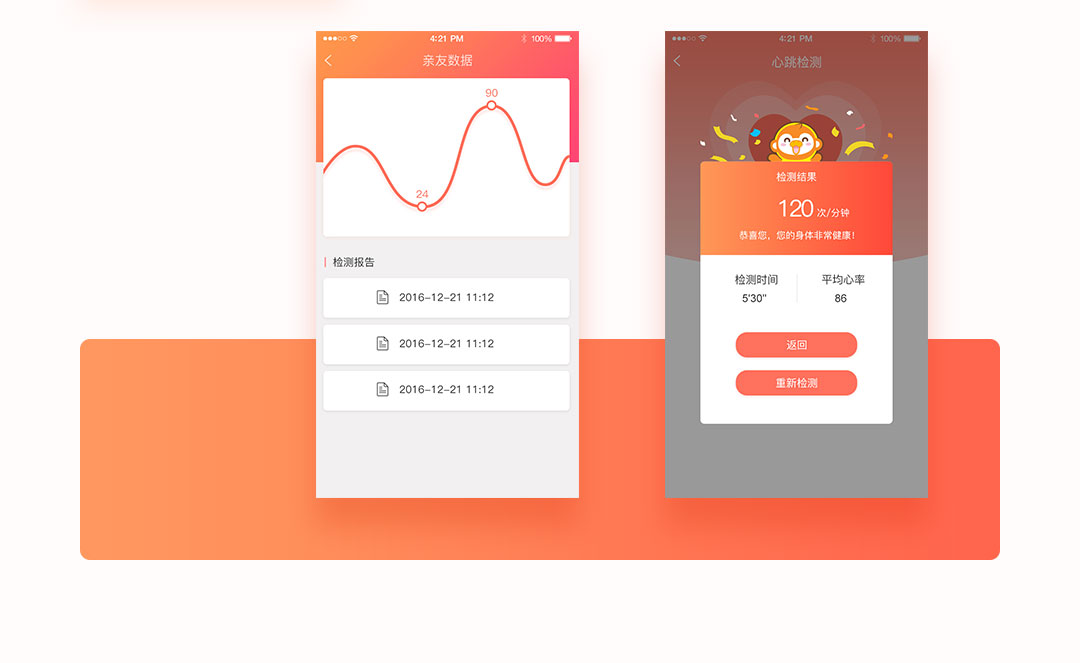 4:21 PM
100%
亲友数据
90
24
检测报告
2016-12-21 11:12
2016-12-21 11:12
2016-12-21 11:12
4:21 PM
100%
心跳检测
检测结果
120 次/分钟
恭喜您，您的身体非常健康！
检测时间 平均心率
5'30" 86
返回
重新检测